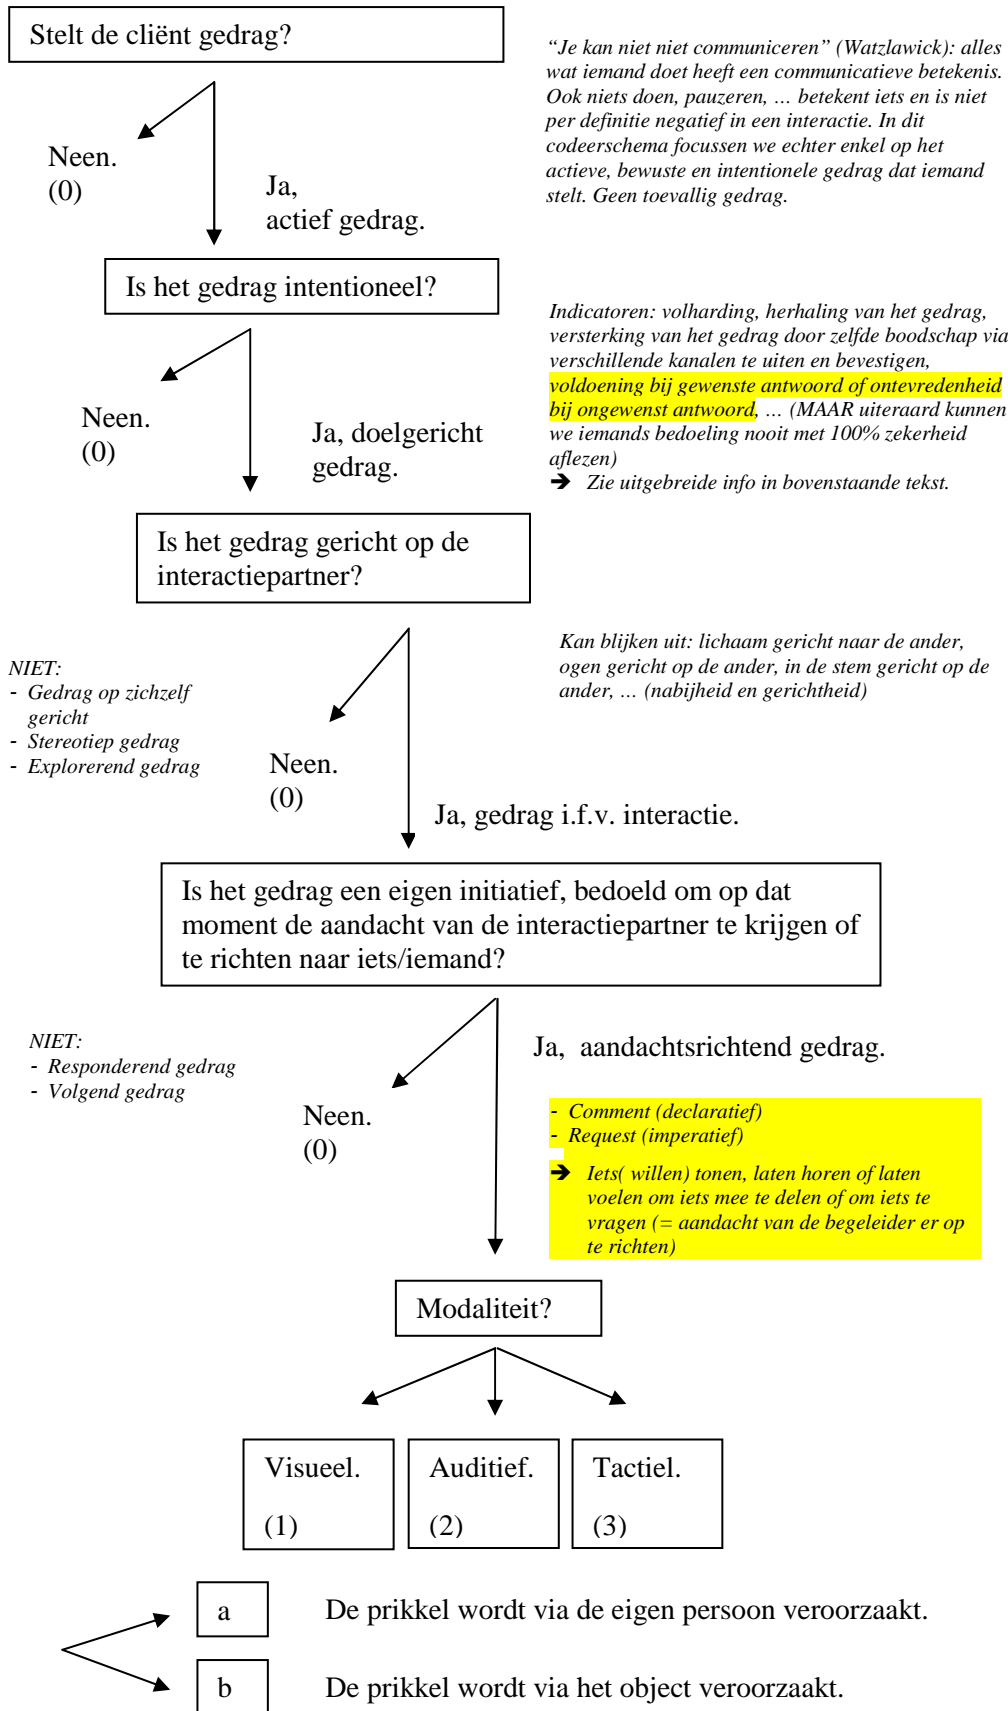 Stelt de cliënt gedrag?
“Je kan niet niet communiceren” (Watzlawick): alles
wat iemand doet heeft een communicatieve betekenis.
Ook niets doen, pauzeren, … betekent iets en is niet
per definitie negatief in een interactie. In dit
codeerschema focussen we echter enkel op het
actieve, bewuste en intentionele gedrag dat iemand
stelt. Geen toevallig gedrag.
Neen.
(0)
Ja,
actief gedrag.
Is het gedrag intentioneel?
Indicatoren: volharding, herhaling van het gedrag,
versterking van het gedrag door zelfde boodschap via
verschillende kanalen te uiten en bevestigen,
voldoening bij gewenste antwoord of ontevredenheid
bij ongewenst antwoord, … (MAAR uiteraard kunnen
we iemands bedoeling nooit met 100% zekerheid
aflezen)
➔ Zie uitgebreide info in bovenstaande tekst.
Neen.
(0)
Ja, doelgericht
gedrag.
Is het gedrag gericht op de
interactiepartner?
Kan blijken uit: lichaam gericht naar de ander,
ogen gericht op de ander, in de stem gericht op de
ander, … (nabijheid en gerichtheid)
NIET:
- Gedrag op zichzelf
gericht
- Stereotiep gedrag
- Explorerend gedrag
Neen.
(0)
Ja, gedrag i.f.v. interactie.
Is het gedrag een eigen initiatief, bedoeld om op dat
moment de aandacht van de interactiepartner te krijgen of
te richten naar iets/iemand?
NIET:
- Responderend gedrag
- Volgend gedrag
Neen.
(0)
Ja, aandachtsrichtend gedrag.
- Comment (declaratief)
- Request (imperatief)
➔ Iets( willen) tonen, laten horen of laten
voelen om iets mee te delen of om iets te
vragen (= aandacht van de begeleider er op
te richten)
Modaliteit?
Visueel.
(1)
Auditief.
(2)
Tactiel.
(3)
a
De prikkel wordt via de eigen persoon veroorzaakt.
b
De prikkel wordt via het object veroorzaakt.